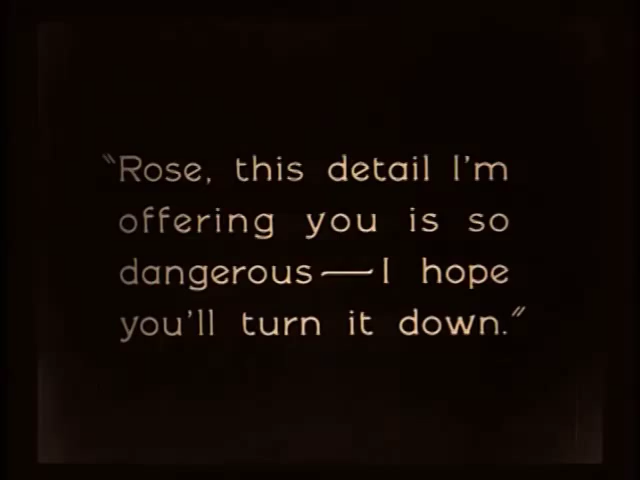 "Rose, this detail I'm
offering you is so
dangerous—I hope
you'll turn it down."